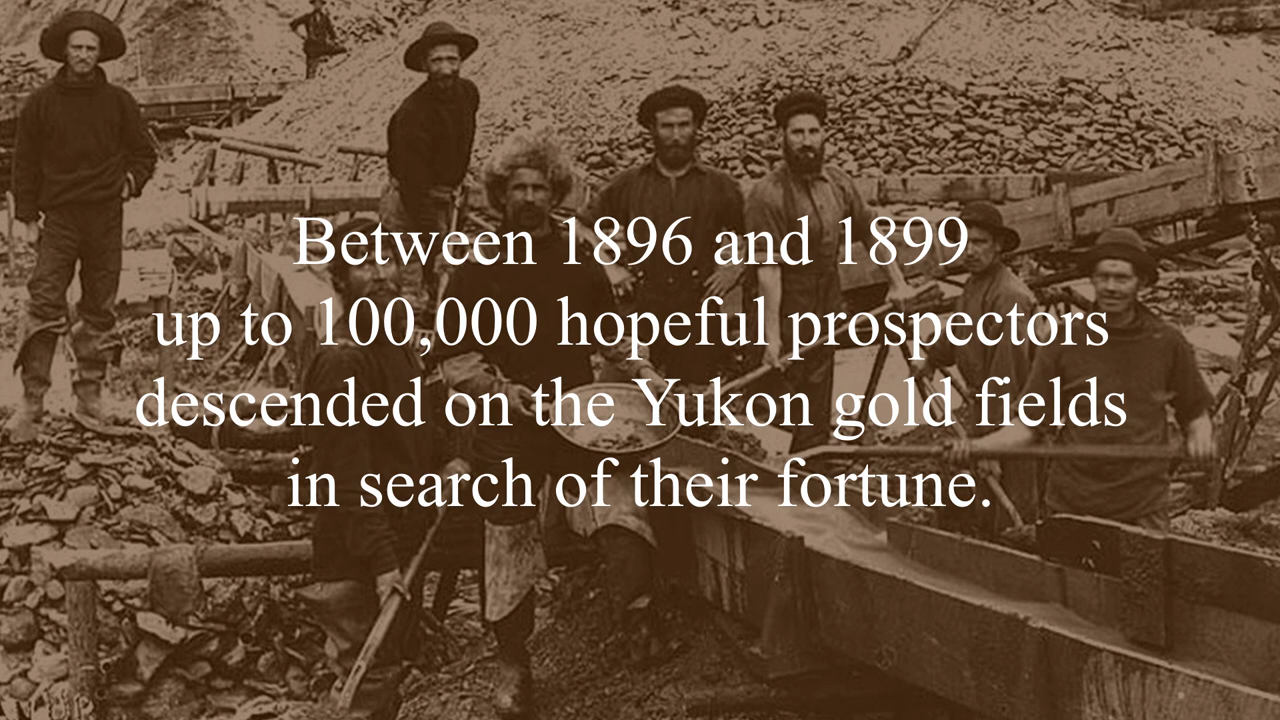 Between 1896 and 1899
up to 100,000 hopeful prospectors
descended on the Yukon gold fields
in search of their fortune.